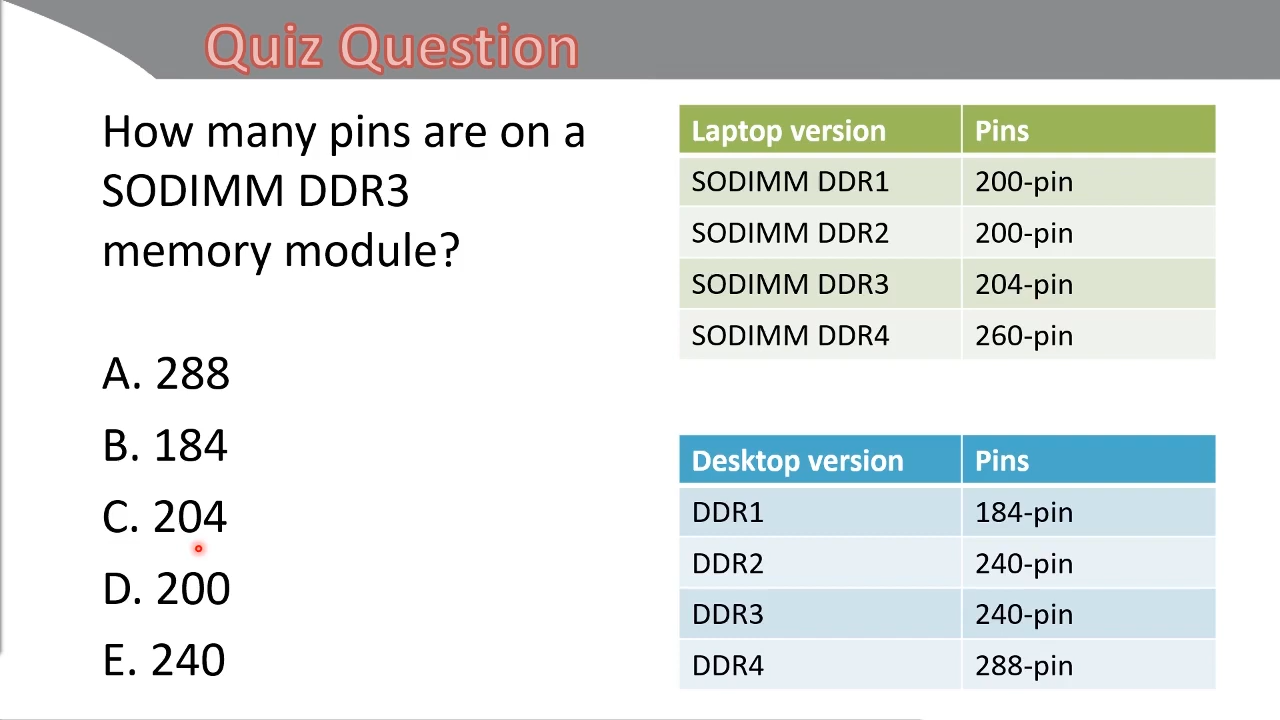 Quiz Question
How many pins are on a
SODIMM DDR3
memory module?
A. 288
B. 184
C. 204
D. 200
E. 240
Laptop version Pins
SODIMM DDR1 200-pin
SODIMM DDR2 200-pin
SODIMM DDR3 204-pin
SODIMM DDR4 260-pin
Desktop version Pins
DDR1 184-pin
DDR2 240-pin
DDR3 240-pin
DDR4 288-pin